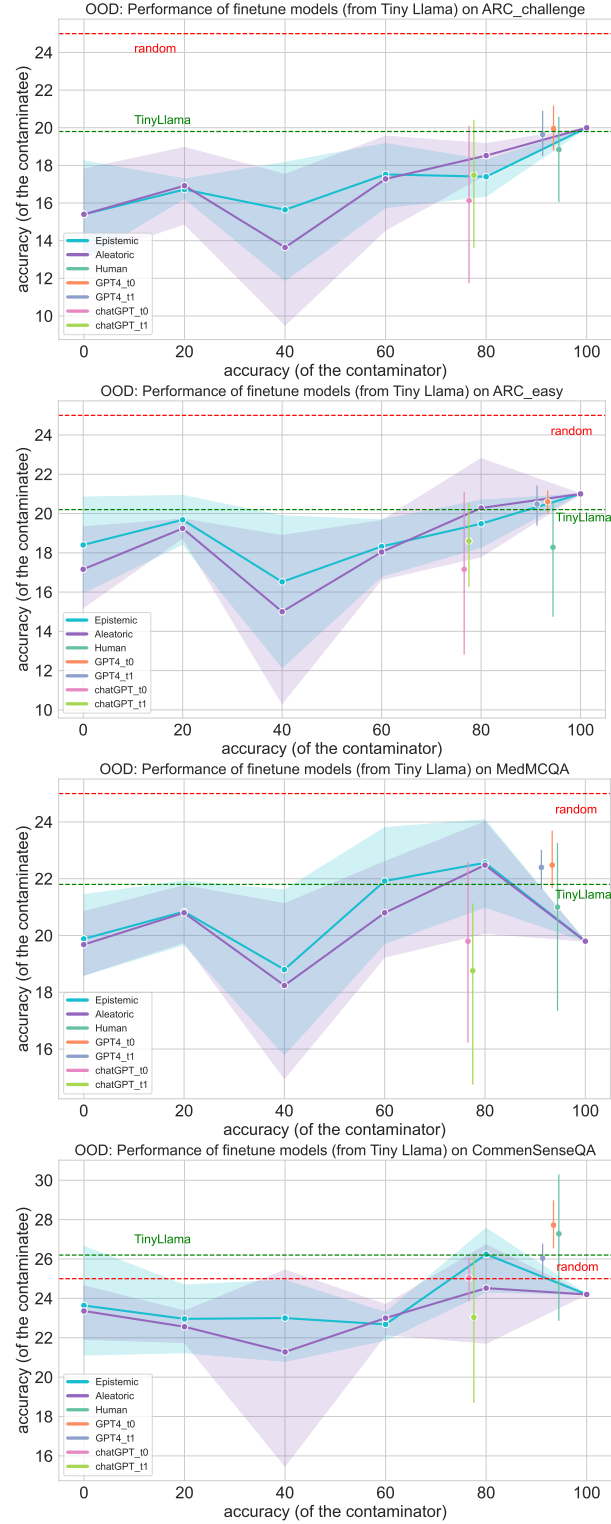 OOD: Performance of finetune models (from Tiny Llama) on ARC_challenge
accuracy (of the contaminatee)
24
22
20
18
16
14
12
10
random
TinyLlama
Epistemic
Aleatoric
Human
GPT4_t0
GPT4_t1
chatGPT_t0
chatGPT_t1
0 20 40 60 80 100
accuracy (of the contaminator)
OOD: Performance of finetune models (from Tiny Llama) on ARC_easy
accuracy (of the contaminatee)
24
22
20
18
16
14
12
10
random
TinyLlama
Epistemic
Aleatoric
Human
GPT4_t0
GPT4_t1
chatGPT_t0
chatGPT_t1
0 20 40 60 80 100
accuracy (of the contaminator)
OOD: Performance of finetune models (from Tiny Llama) on MedMCQA
accuracy (of the contaminatee)
24
22
20
18
16
random
TinyLlama
Epistemic
Aleatoric
Human
GPT4_t0
GPT4_t1
chatGPT_t0
chatGPT_t1
0 20 40 60 80 100
accuracy (of the contaminator)
OOD: Performance of finetune models (from Tiny Llama) on CommenSenseQA
accuracy (of the contaminatee)
30
28
26
24
22
20
18
16
TinyLlama
random
Epistemic
Aleatoric
Human
GPT4_t0
GPT4_t1
chatGPT_t0
chatGPT_t1
0 20 40 60 80 100
accuracy (of the contaminator)